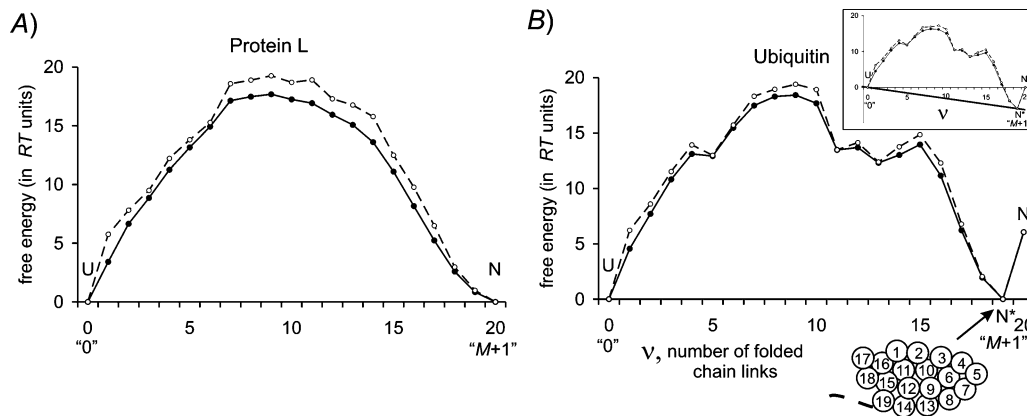 A)
Protein L
free energy (in RT units)
20
15
10
5
0
U
N
0
5
10
15
20
“0”
“M+1”
B)
Ubiquitin
free energy (in RT units)
20
15
10
5
0
U
N
N*
0
5
10
15
20
“0”
“M+1”
ν, number of folded
chain links
20
10
0
U
N
5
10
15
20
“0”
ν
N*
“M+1”
1
2
3
4
5
6
7
8
9
10
11
12
13
14
15
16
17
18
19